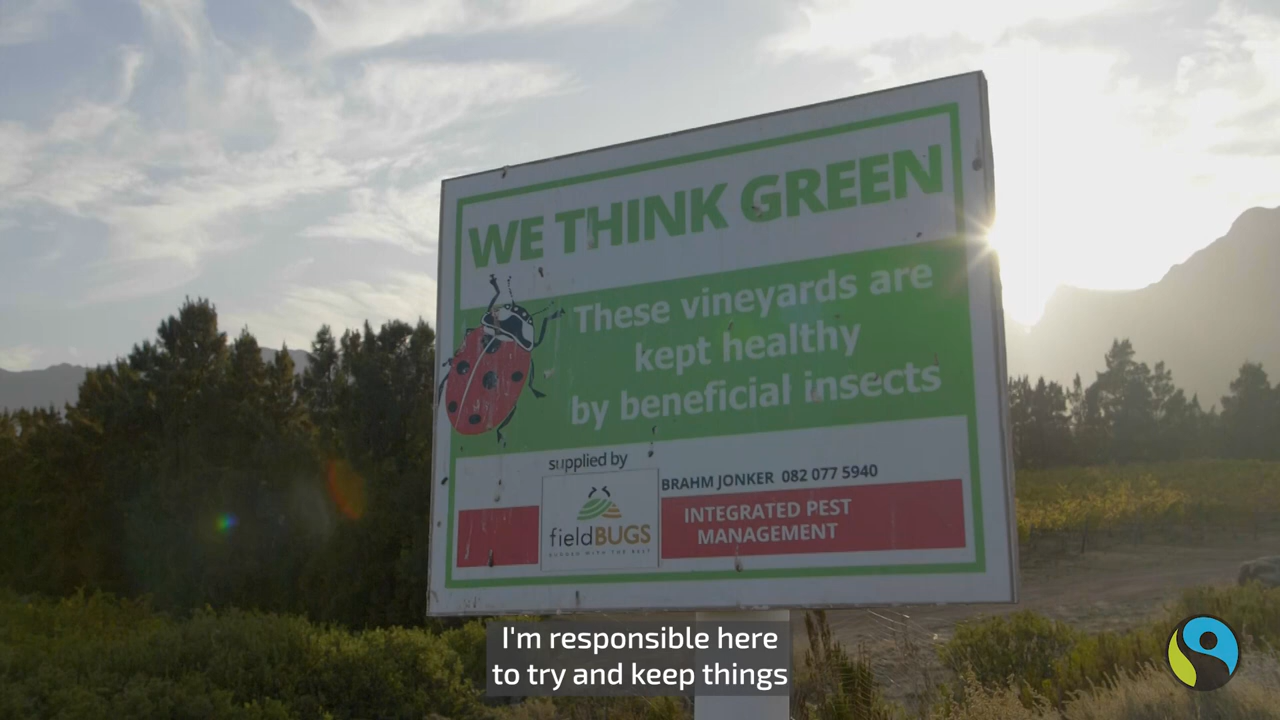 WE THINK GREEN
These vineyards are
kept healthy
by beneficial insects
supplied by
fieldBUGS
BRAHM JONKER 082 077 5940
INTEGRATED PEST
MANAGEMENT
I'm responsible here
to try and keep things